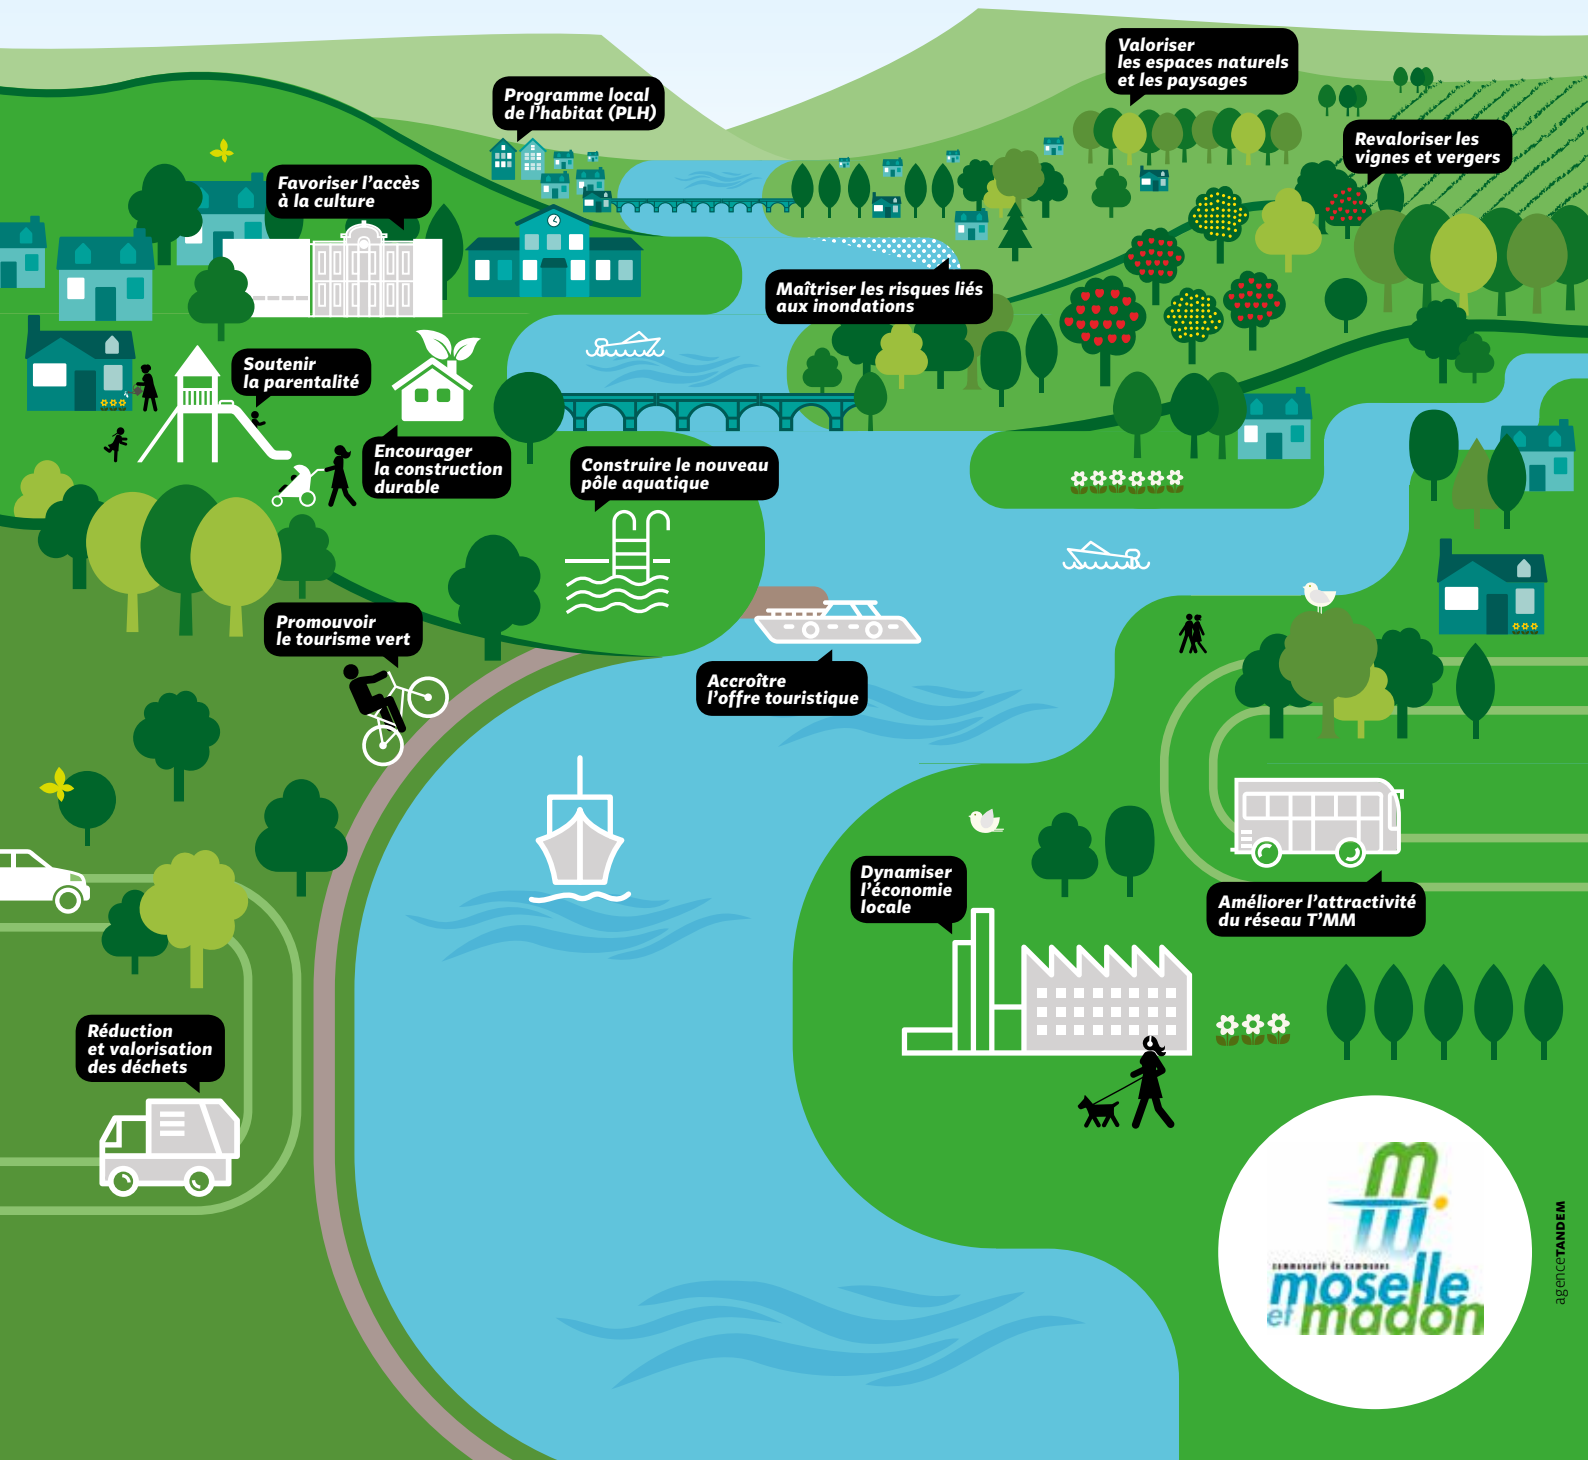 Valoriser
les espaces naturels
et les paysages
Programme local
de l'habitat (PLH)
Revaloriser les
vignes et vergers
Favoriser l'accès
à la culture
Maîtriser les risques liés
aux inondations
Soutenir
la parentalité
Encourager
la construction
durable
Construire le nouveau
pôle aquatique
Promouvoir
le tourisme vert
Accroître
l'offre touristique
Dynamiser
l'économie
locale
Améliorer l'attractivité
du réseau T'MM
Réduction
et valorisation
des déchets
communauté de communes
moselle
et madon
agenceTANDEM